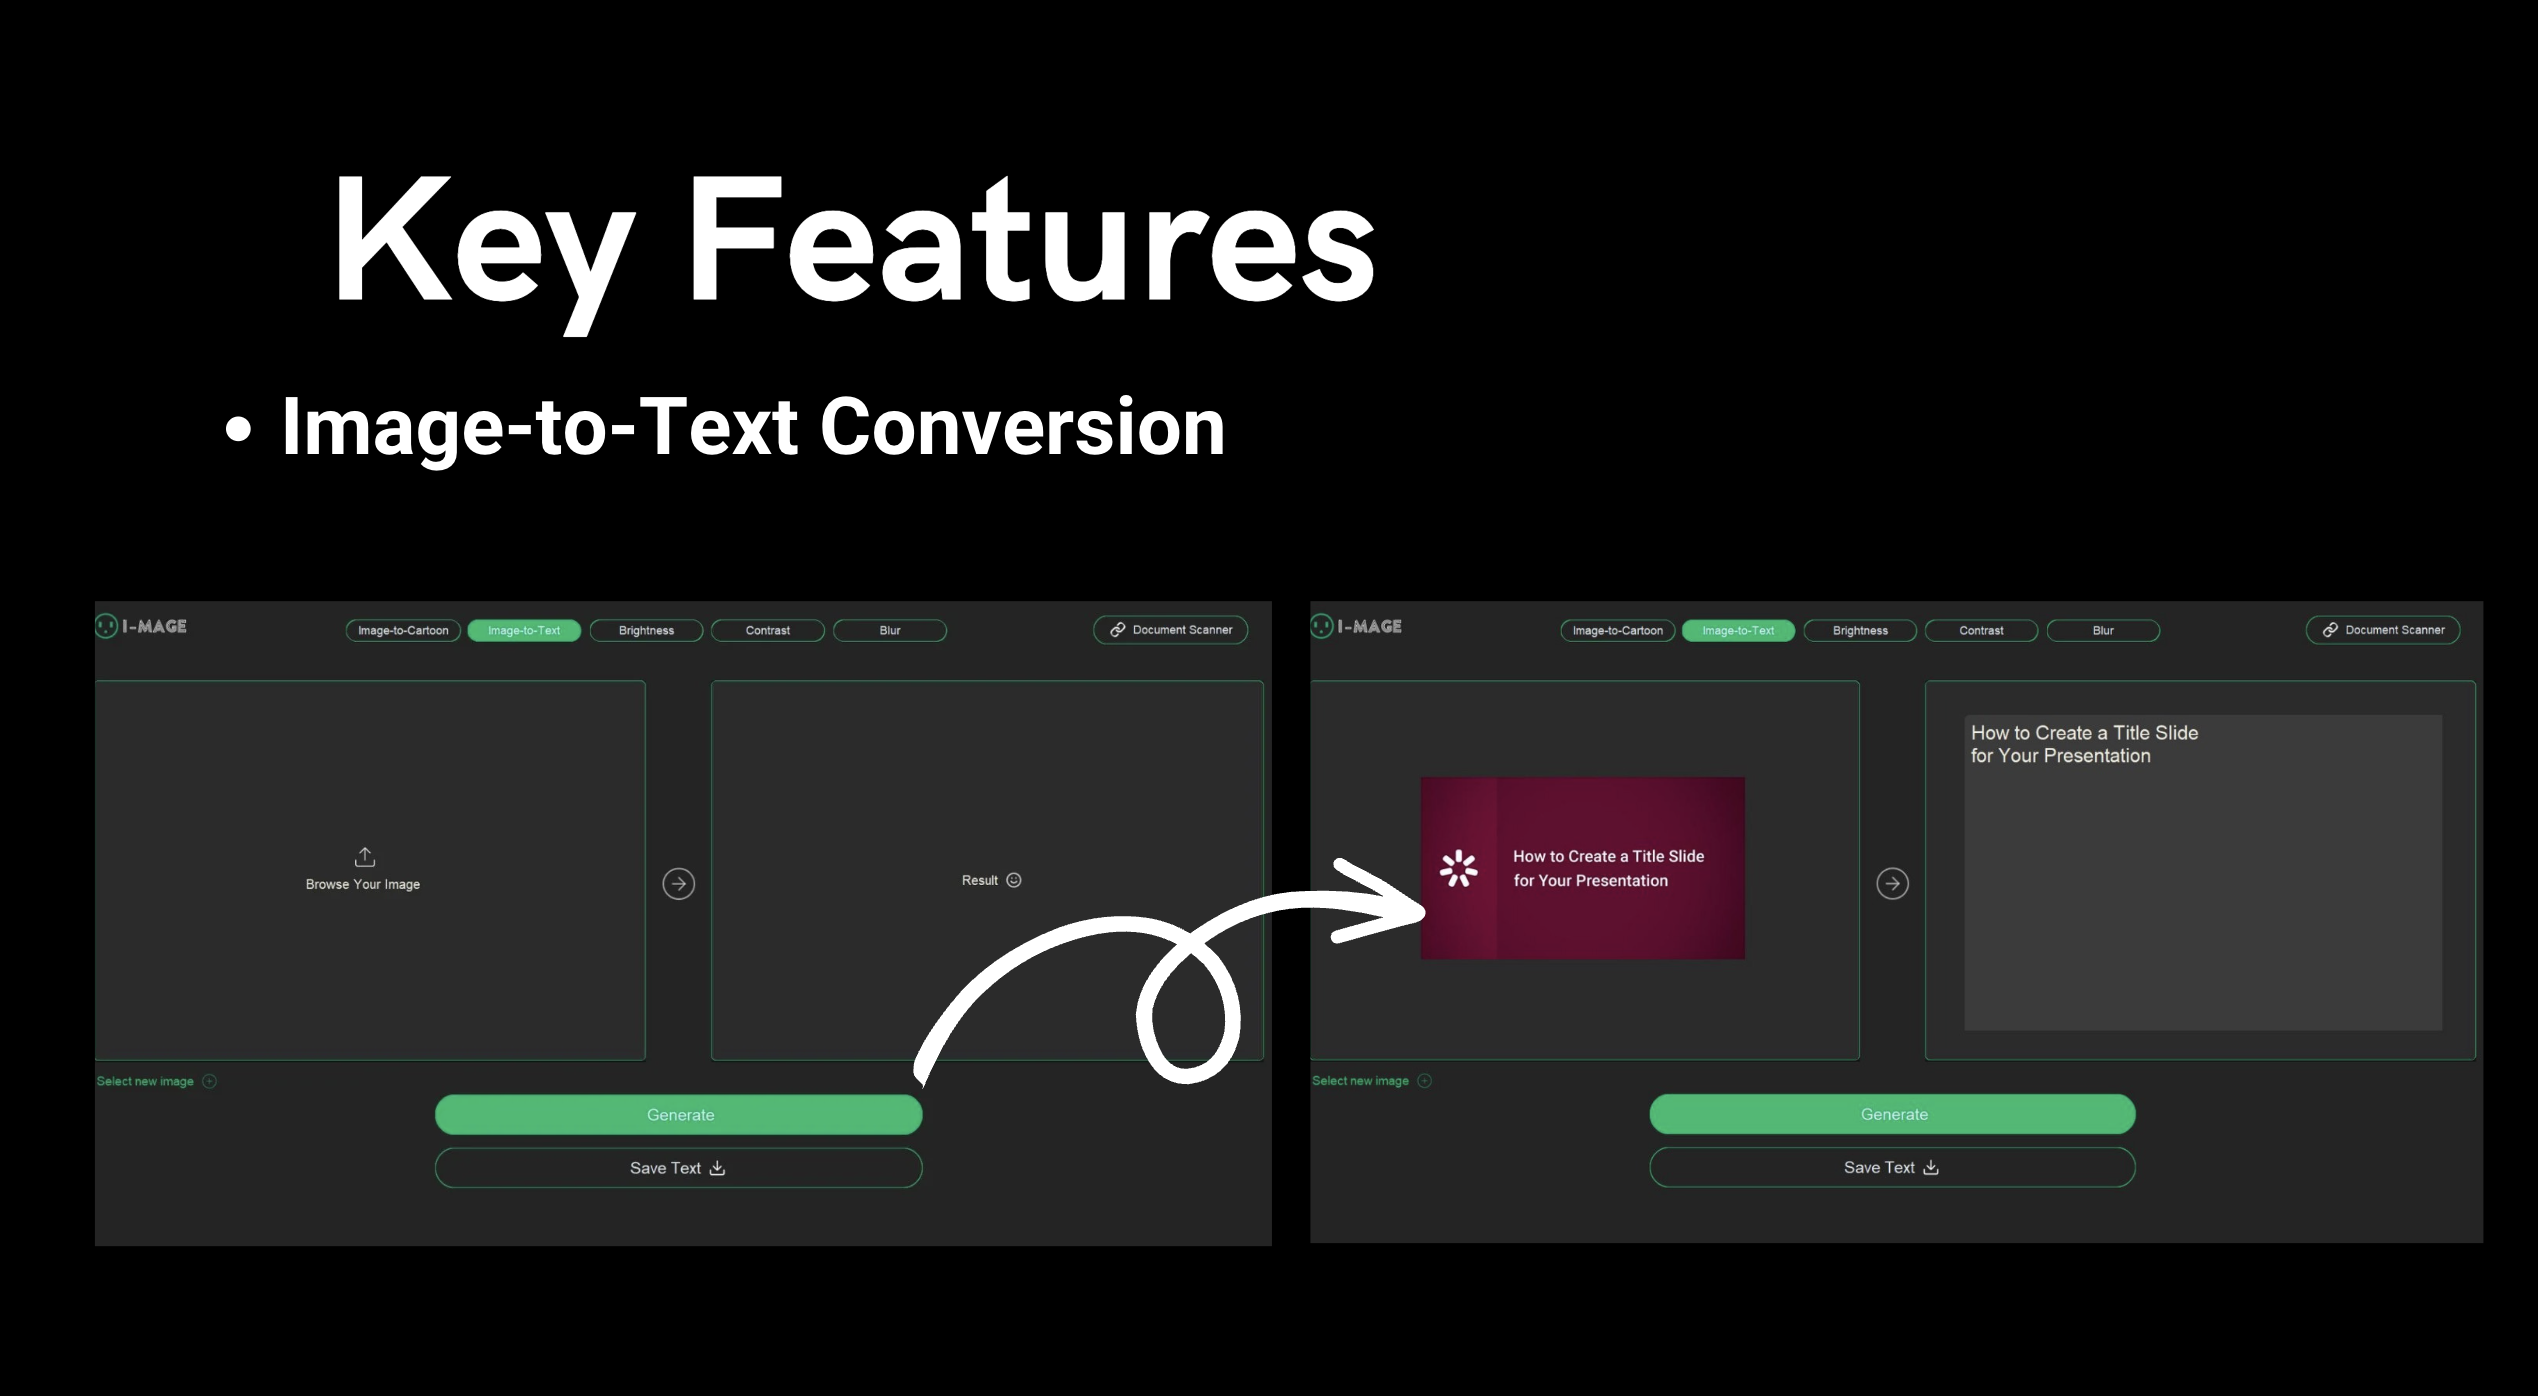 Key Features
• Image-to-Text Conversion
I-MAGE
Image-to-Cartoon
Image-to-Text
Brightness
Contrast
Blur
Document Scanner
Browse Your Image
Result
Select new image
Generate
Save Text
I-MAGE
Image-to-Cartoon
Image-to-Text
Brightness
Contrast
Blur
Document Scanner
How to Create a Title Slide
for Your Presentation
How to Create a Title Slide
for Your Presentation
Select new image
Generate
Save Text